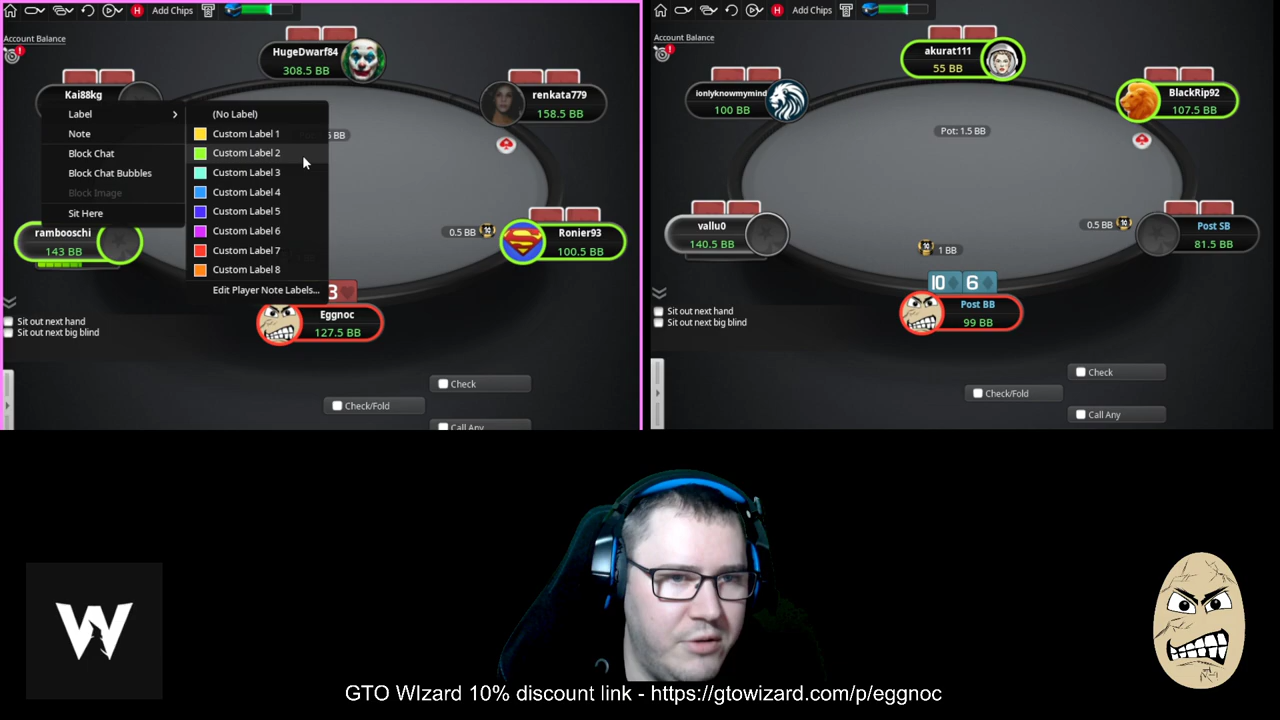 H
Add Chips
Account Balance
!
HugeDwarf84
308.5 BB
Kai88kg
renkata779
158.5 BB
Label
Note
Block Chat
Block Chat Bubbles
Block Image
Sit Here
(No Label)
Custom Label 1
Custom Label 2
Custom Label 3
Custom Label 4
Custom Label 5
Custom Label 6
Custom Label 7
Custom Label 8
Edit Player Note Labels...
rambooschi
143 BB
0.5 BB
Ronier93
100.5 BB
3
Eggnoc
127.5 BB
Sit out next hand
Sit out next big blind
Check
Check/Fold
Call Any
H
Add Chips
Account Balance
!
akurat111
55 BB
ionlyknowmymind
100 BB
BlackRip92
107.5 BB
Pot: 1.5 BB
vallu0
140.5 BB
0.5 BB
Post SB
81.5 BB
1 BB
10 6
Post BB
99 BB
Sit out next hand
Sit out next big blind
Check
Check/Fold
Call Any
W
GTO WIzard 10% discount link - https://gtowizard.com/p/eggnoc